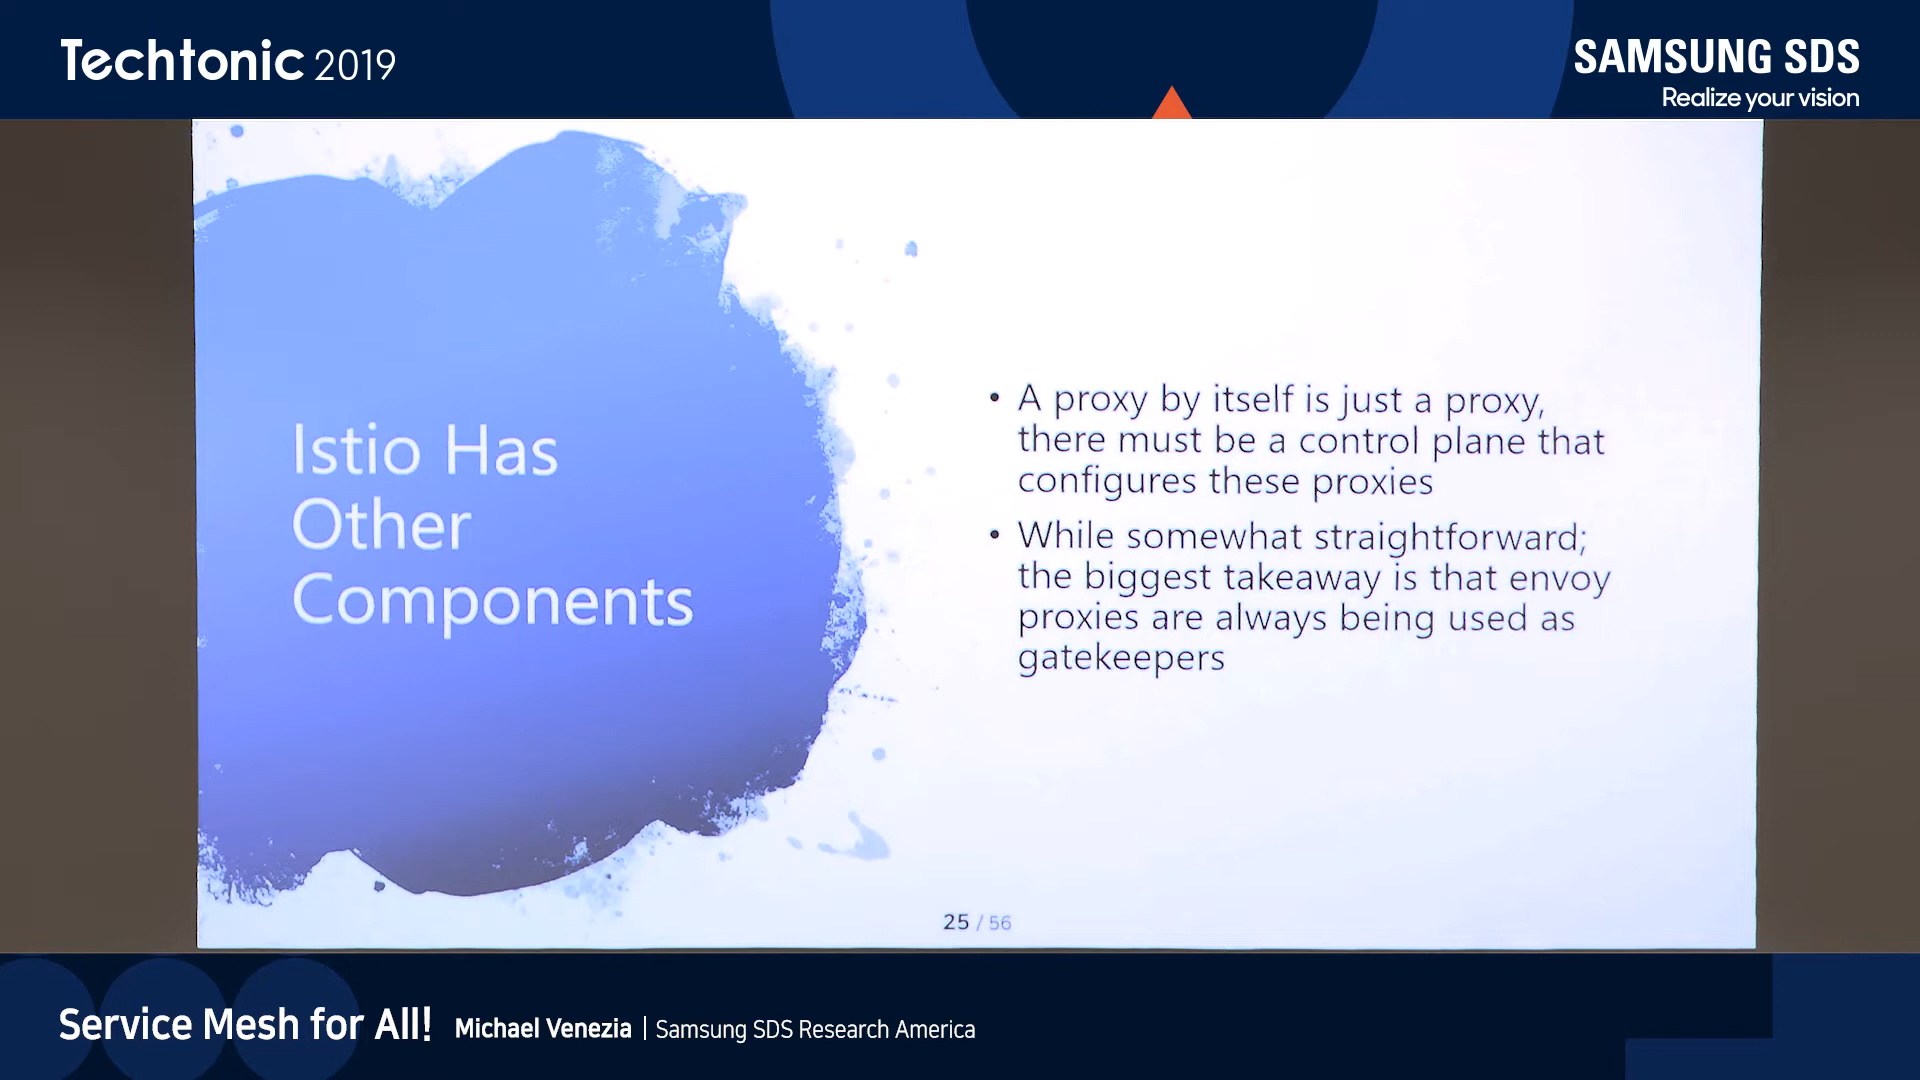 Techtonic 2019
SAMSUNG SDS
Realize your vision
Istio Has
Other
Components
• A proxy by itself is just a proxy,
there must be a control plane that
configures these proxies
• While somewhat straightforward;
the biggest takeaway is that envoy
proxies are always being used as
gatekeepers
25 / 56
Service Mesh for All! Michael Venezia | Samsung SDS Research America